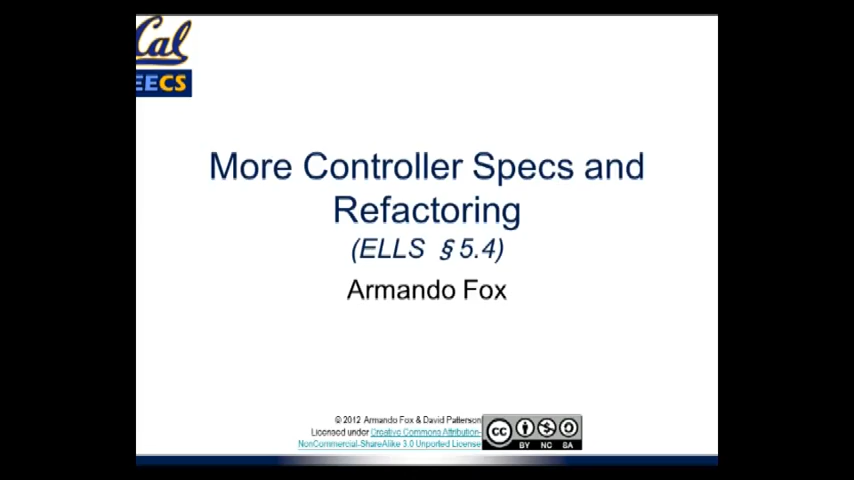 Cal
EECS
More Controller Specs and
Refactoring
(ELLS § 5.4)
Armando Fox
© 2012 Armando Fox & David Patterson
Licensed under Creative Commons Attribution-
NonCommercial-ShareAlike 3.0 Unported License
cc
BY NC SA